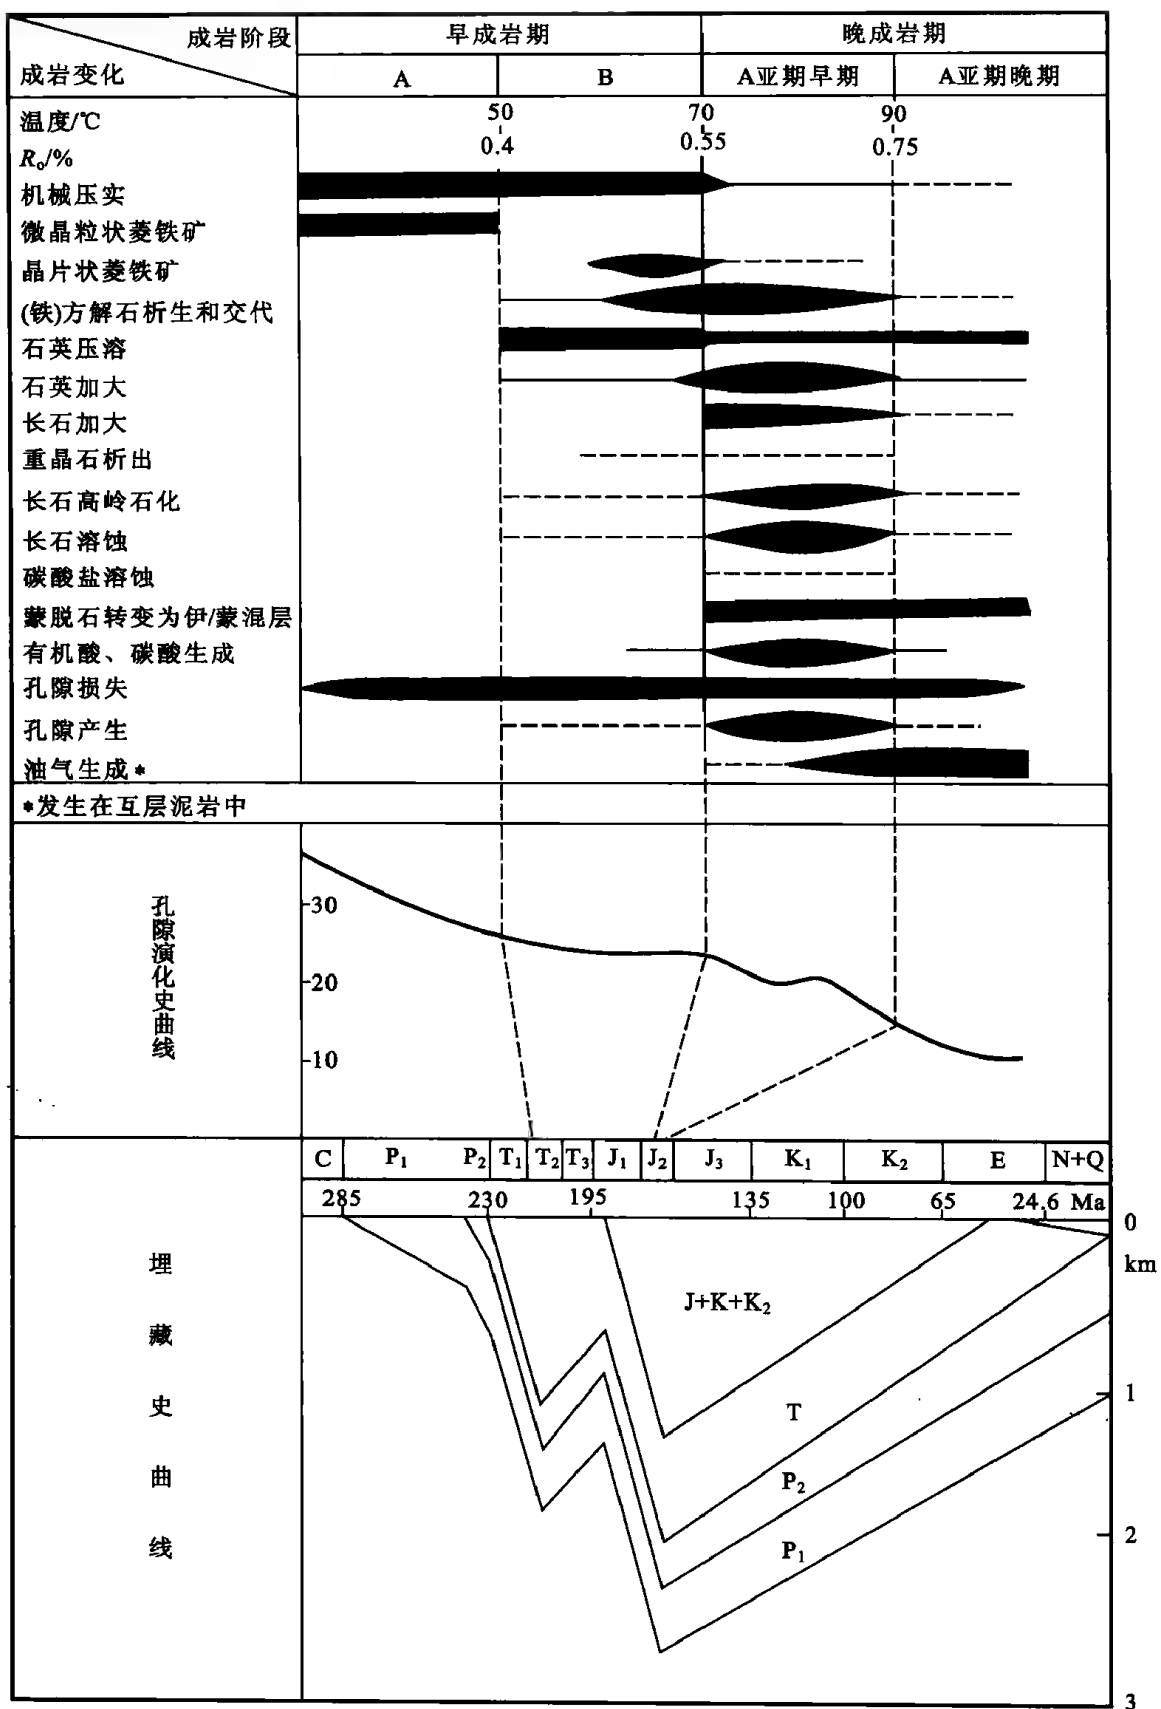 成岩阶段 早成岩期 晚成岩期
成岩变化 A B A亚期早期 A亚期晚期
温度/℃ 50 70 90
Rₒ/% 0.4 0.55 0.75
机械压实
微晶粒状菱铁矿
晶片状菱铁矿
(铁)方解石析生和交代
石英压溶
石英加大
长石加大
重晶石析出
长石高岭石化
长石溶蚀
碳酸盐溶蚀
蒙脱石转变为伊/蒙混层
有机酸、碳酸生成
孔隙损失
孔隙产生
油气生成*
*发生在互层泥岩中
孔隙演化史曲线
30
20
10
C P₁ P₂ T₁ T₂ T₃ J₁ J₂ J₃ K₁ K₂ E N+Q
285 230 195 135 100 65 24.6 Ma
埋藏史曲线
0
km
J+K+K₂
1
T
P₂
2
P₁
3